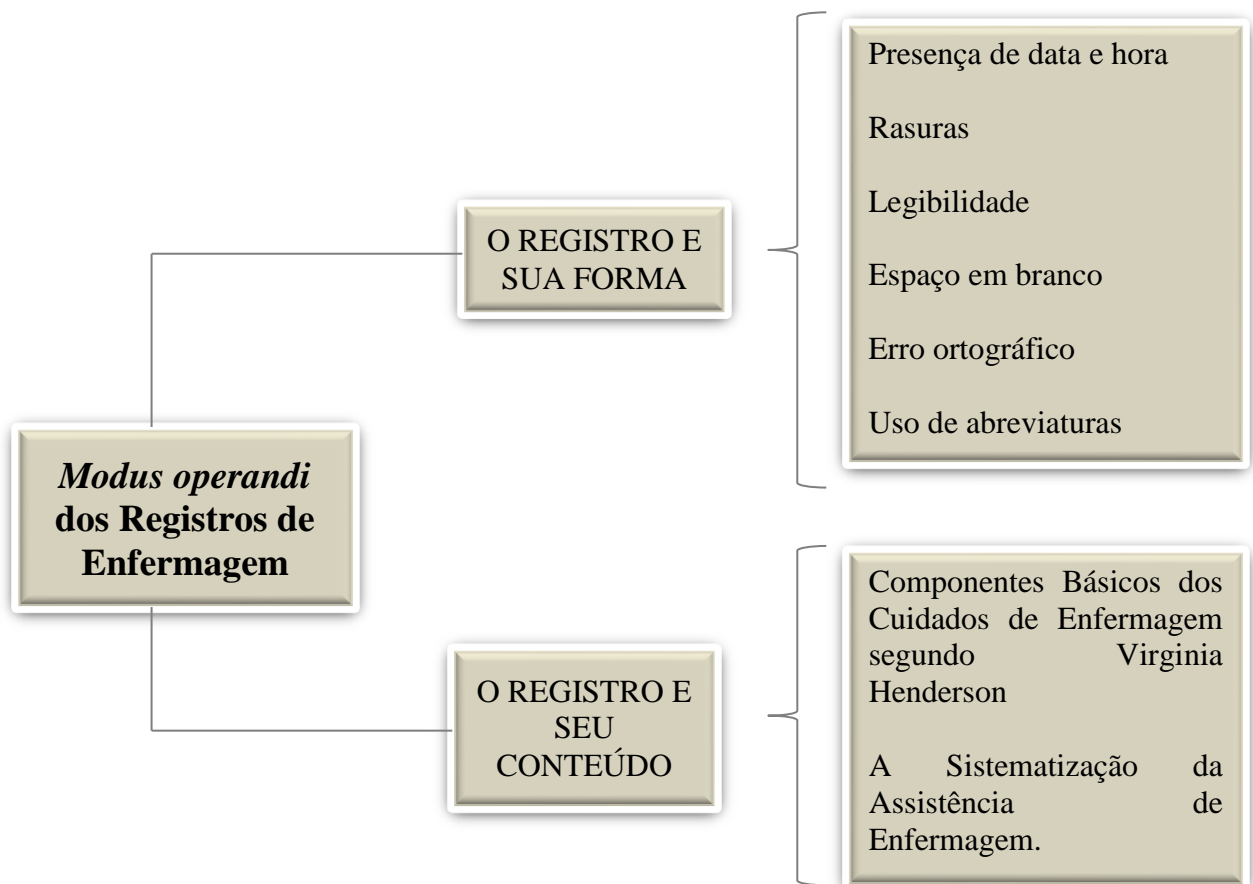 Presença de data e hora
Rasuras
Legibilidade
Espaço em branco
Erro ortográfico
Uso de abreviaturas
O REGISTRO E
SUA FORMA
Modus operandi
dos Registros de
Enfermagem
O REGISTRO E
SEU
CONTEÚDO
Componentes Básicos dos
Cuidados de Enfermagem
segundo Virginia
Henderson
A Sistematização da
Assistência de
Enfermagem.